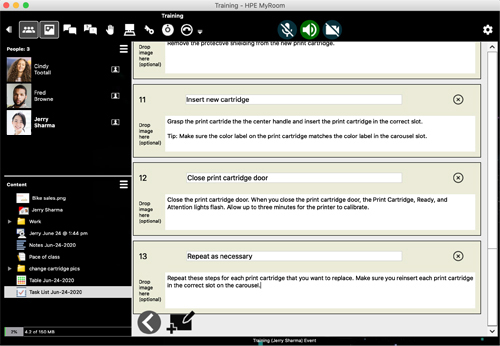 Training - HPE MyRoom
Training
People: 3
Cindy
Tootall
Fred
Browne
Jerry
Sharma
Content
Bike sales.png
Jerry Sharma
Work
Jerry June 24 @ 1:44 pm
Notes Jun-24-2020
Pace of class
change cartridge pics
Table Jun-24-2020
Task List Jun-24-2020
2%
4.2 of 150 MB
Drop
image
here
(optional)
Remove the protective shielding from the new print cartridge.
11
Insert new cartridge
Drop
image
here
(optional)
Grasp the print cartridge the the center handle and insert the print cartridge in the correct slot.
Tip: Make sure the color label on the print cartridge matches the color label in the carousel slot.
12
Close print cartridge door
Drop
image
here
(optional)
Close the print cartridge door. When you close the print cartridge door, the Print Cartridge, Ready, and
Attention lights flash. Allow up to three minutes for the printer to calibrate.
13
Repeat as necessary
Drop
image
here
(optional)
Repeat these steps for each print cartridge that you want to replace. Make sure you reinsert each print cartridge
in the correct slot on the carousel.
Training (Jerry Sharma) Event